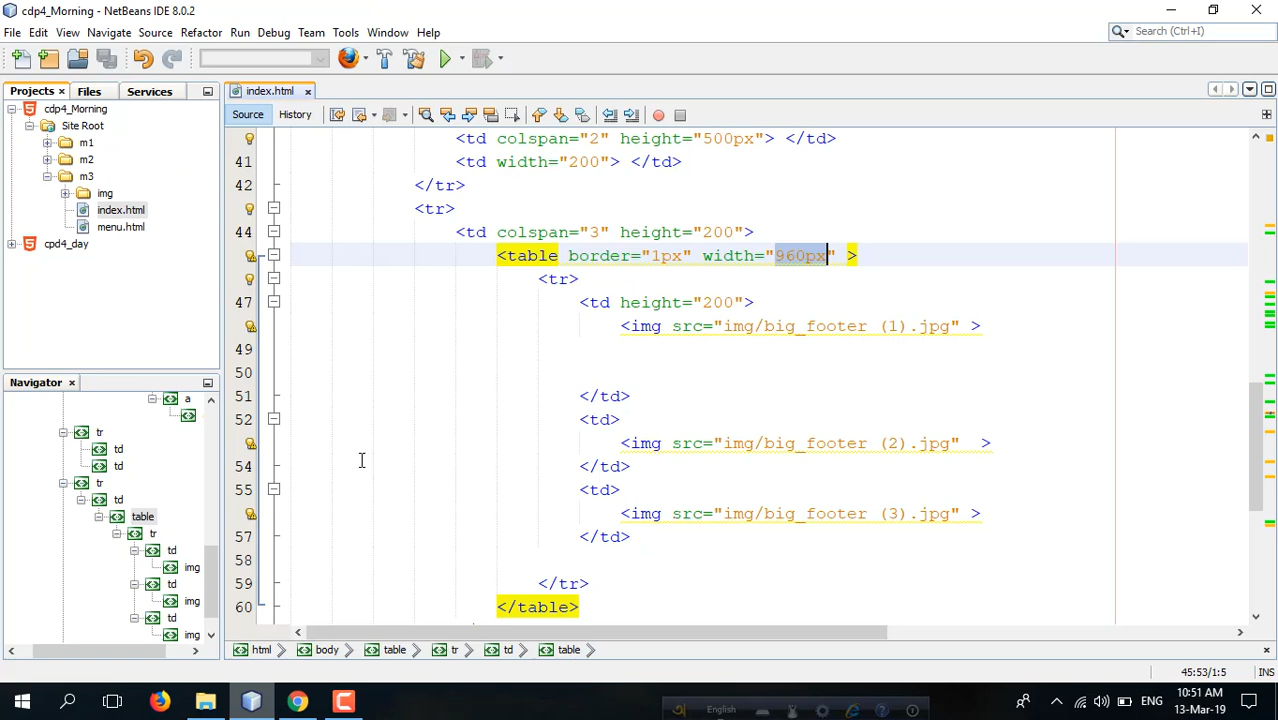 cdp4_Morning - NetBeans IDE 8.0.2
File Edit View Navigate Source Refactor Run Debug Team Tools Window Help
Search (Ctrl+I)
Projects Files Services
index.html
cdp4_Morning
Site Root
m1
m2
m3
img
index.html
menu.html
cpd4_day
Source History
<td colspan="2" height="500px"> </td>
41 <td width="200"> </td>
42 </tr>
<tr>
44 <td colspan="3" height="200">
<table border="1px" width="960px" >
<tr>
47 <td height="200">
<img src="img/big_footer (1).jpg" >
49
50
51 </td>
52 <td>
<img src="img/big_footer (2).jpg"  >
54 </td>
55 <td>
<img src="img/big_footer (3).jpg" >
57 </td>
58
59 </tr>
60 </table>
Navigator
a
tr
td
td
tr
td
table
tr
td
img
td
img
td
img
html body table tr td table
45:53/1:5 INS
English
ENG
10:51 AM
13-Mar-19